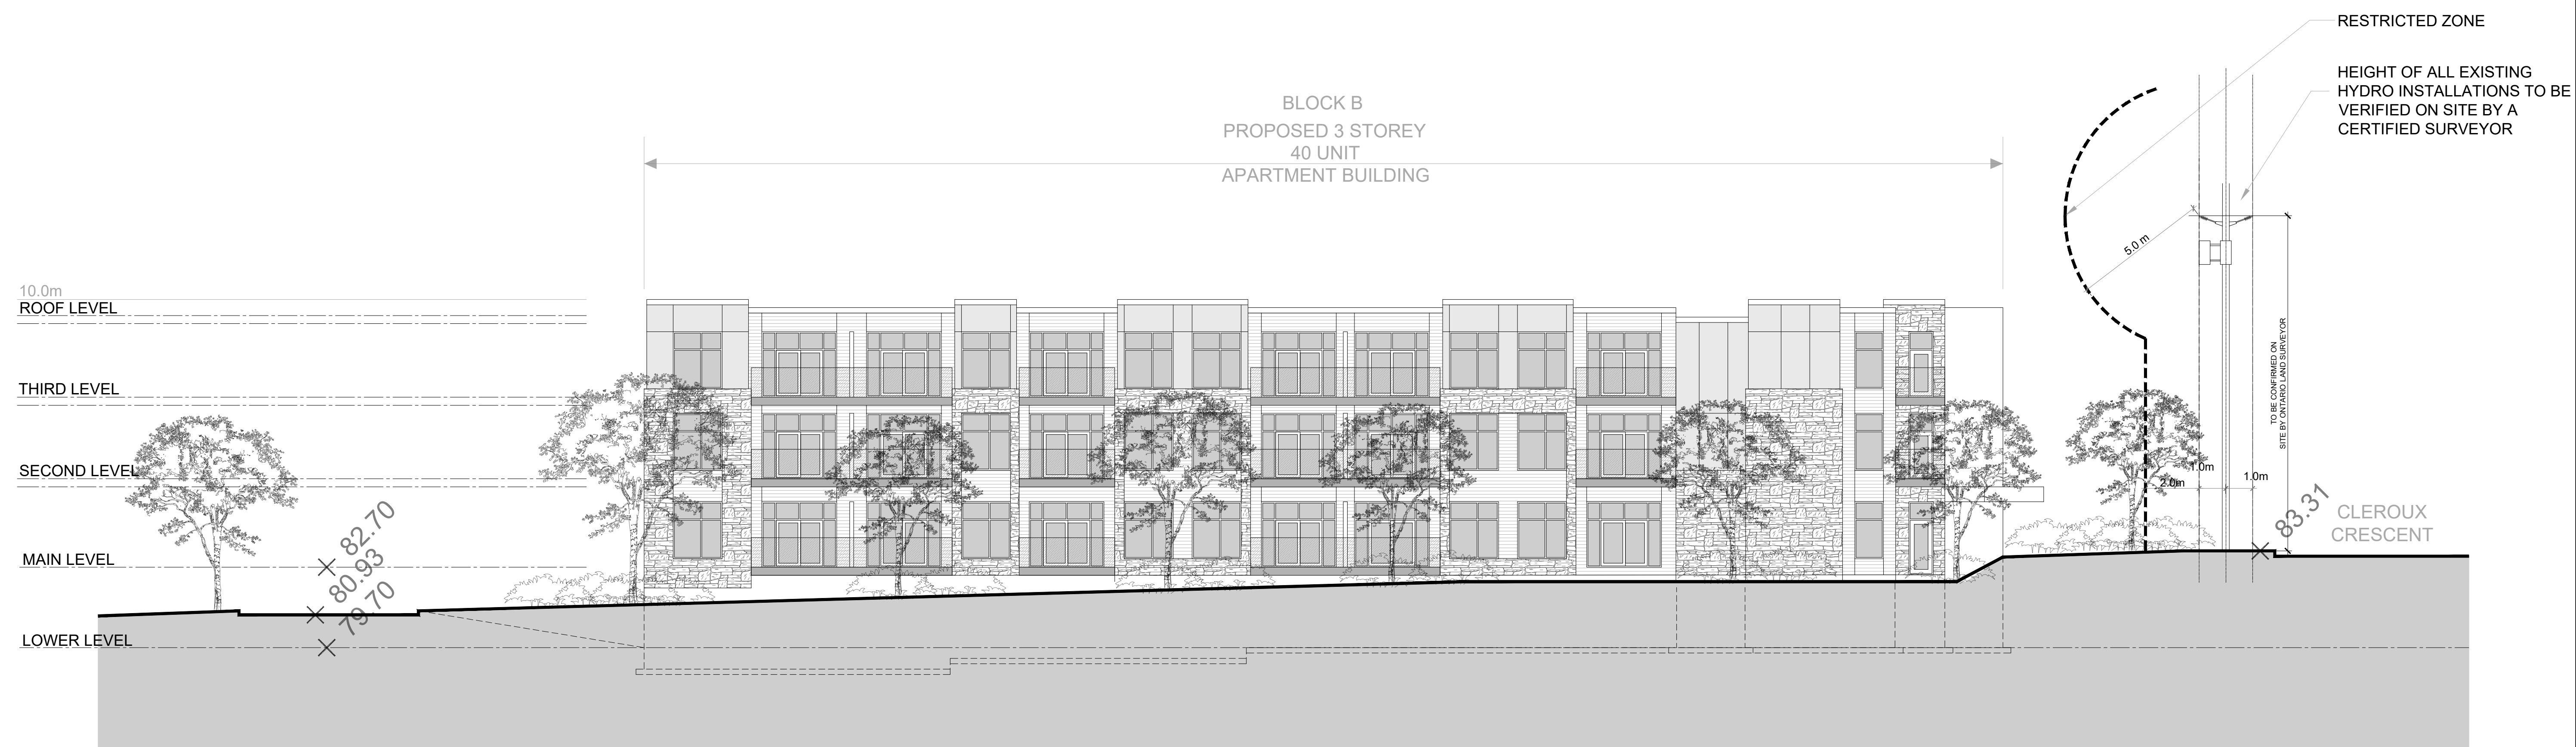 RESTRICTED ZONE
HEIGHT OF ALL EXISTING
HYDRO INSTALLATIONS TO BE
VERIFIED ON SITE BY A
CERTIFIED SURVEYOR
BLOCK B
PROPOSED 3 STOREY
40 UNIT
APARTMENT BUILDING
5.0 m
10.0m
ROOF LEVEL
THIRD LEVEL
SECOND LEVEL
MAIN LEVEL
LOWER LEVEL
82.70
80.93
79.70
TO BE CONFIRMED ON
SITE BY ONTARIO LAND SURVEYOR
1.0m
2.0m
1.0m
83.31
CLEROUX
CRESCENT